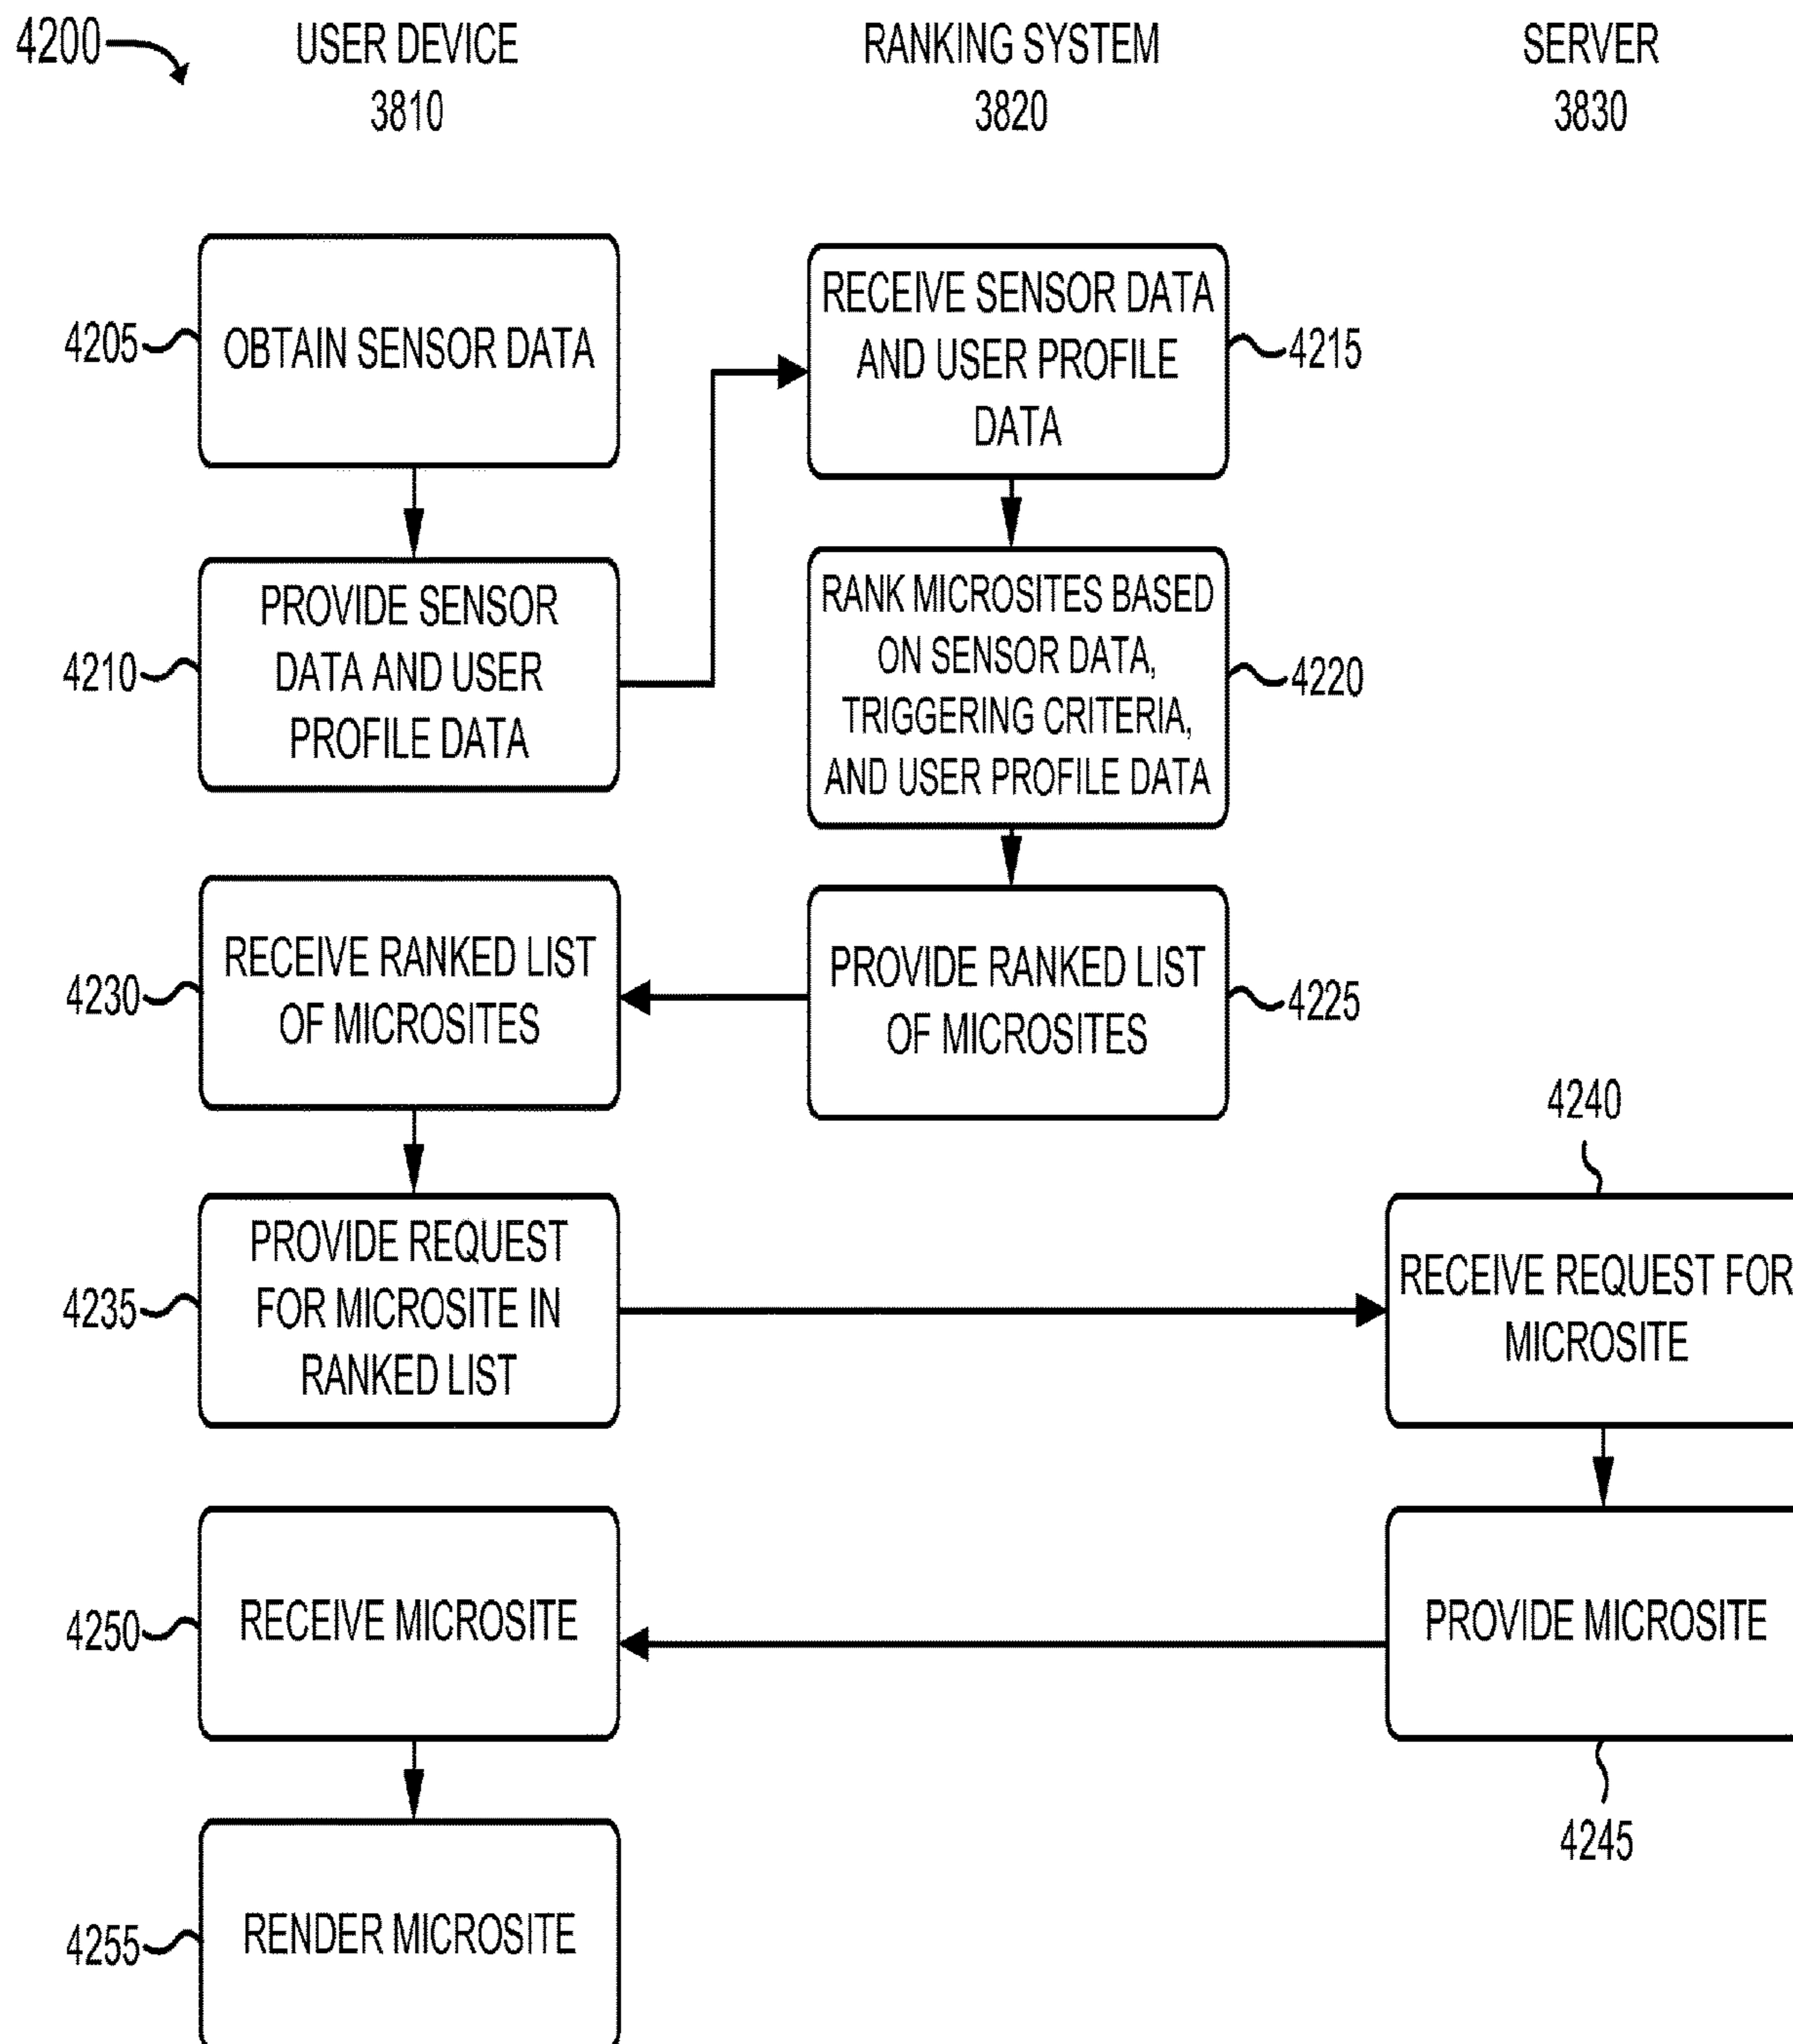 4200
USER DEVICE
3810
RANKING SYSTEM
3820
SERVER
3830
4205
OBTAIN SENSOR DATA
RECEIVE SENSOR DATA
AND USER PROFILE
DATA
4215
4210
PROVIDE SENSOR
DATA AND USER
PROFILE DATA
RANK MICROSITES BASED
ON SENSOR DATA,
TRIGGERING CRITERIA,
AND USER PROFILE DATA
4220
4230
RECEIVE RANKED LIST
OF MICROSITES
PROVIDE RANKED LIST
OF MICROSITES
4225
4235
PROVIDE REQUEST
FOR MICROSITE IN
RANKED LIST
4240
RECEIVE REQUEST FOR
MICROSITE
4250
RECEIVE MICROSITE
PROVIDE MICROSITE
4245
4255
RENDER MICROSITE